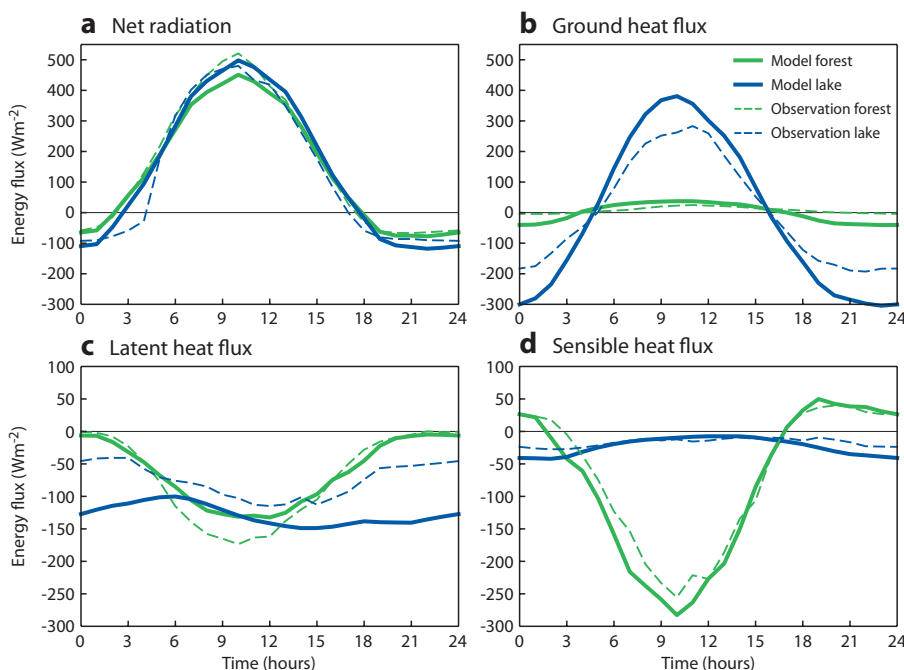 a Net radiation
500
400
300
200
100
0
-100
-200
-300
0 3 6 9 12 15 18 21 24
Energy flux (Wm⁻²)
b Ground heat flux
500
400
300
200
100
0
-100
-200
-300
0 3 6 9 12 15 18 21 24
Model forest
Model lake
Observation forest
Observation lake
c Latent heat flux
100
50
0
-50
-100
-150
-200
-250
-300
0 3 6 9 12 15 18 21 24
Energy flux (Wm⁻²)
Time (hours)
d Sensible heat flux
100
50
0
-50
-100
-150
-200
-250
-300
0 3 6 9 12 15 18 21 24
Time (hours)